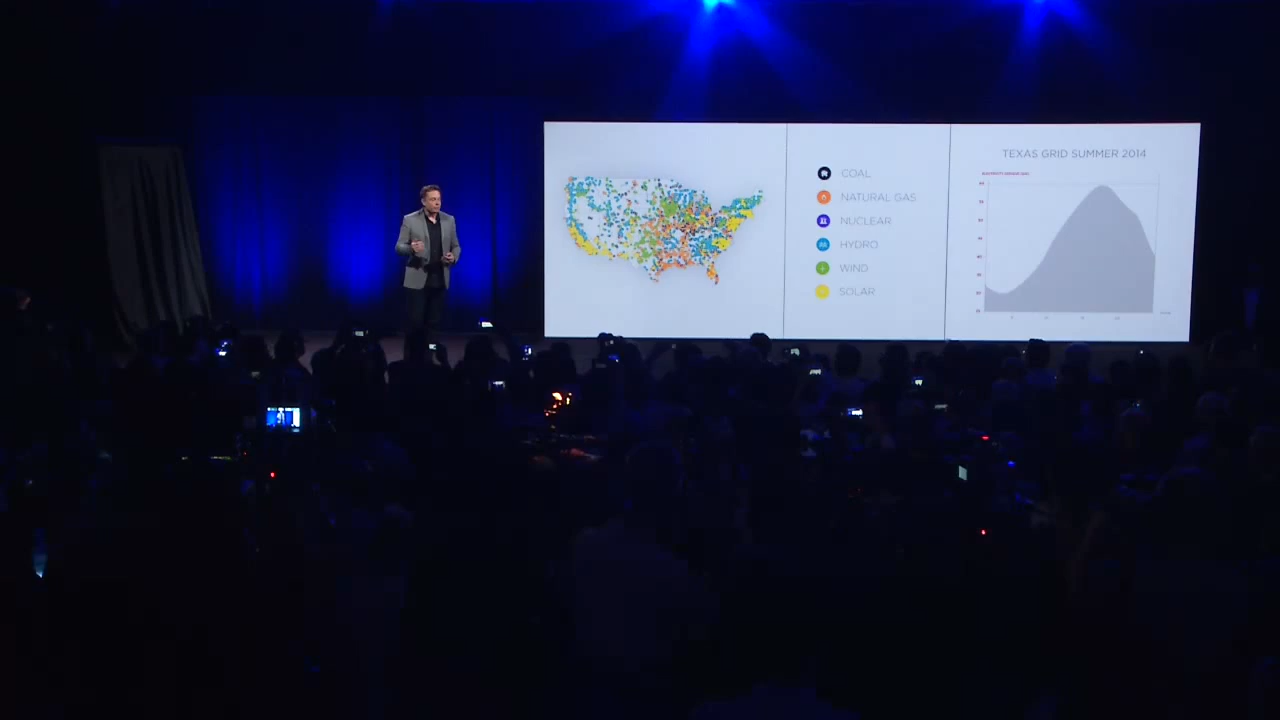 COAL
NATURAL GAS
NUCLEAR
HYDRO
WIND
SOLAR
TEXAS GRID SUMMER 2014